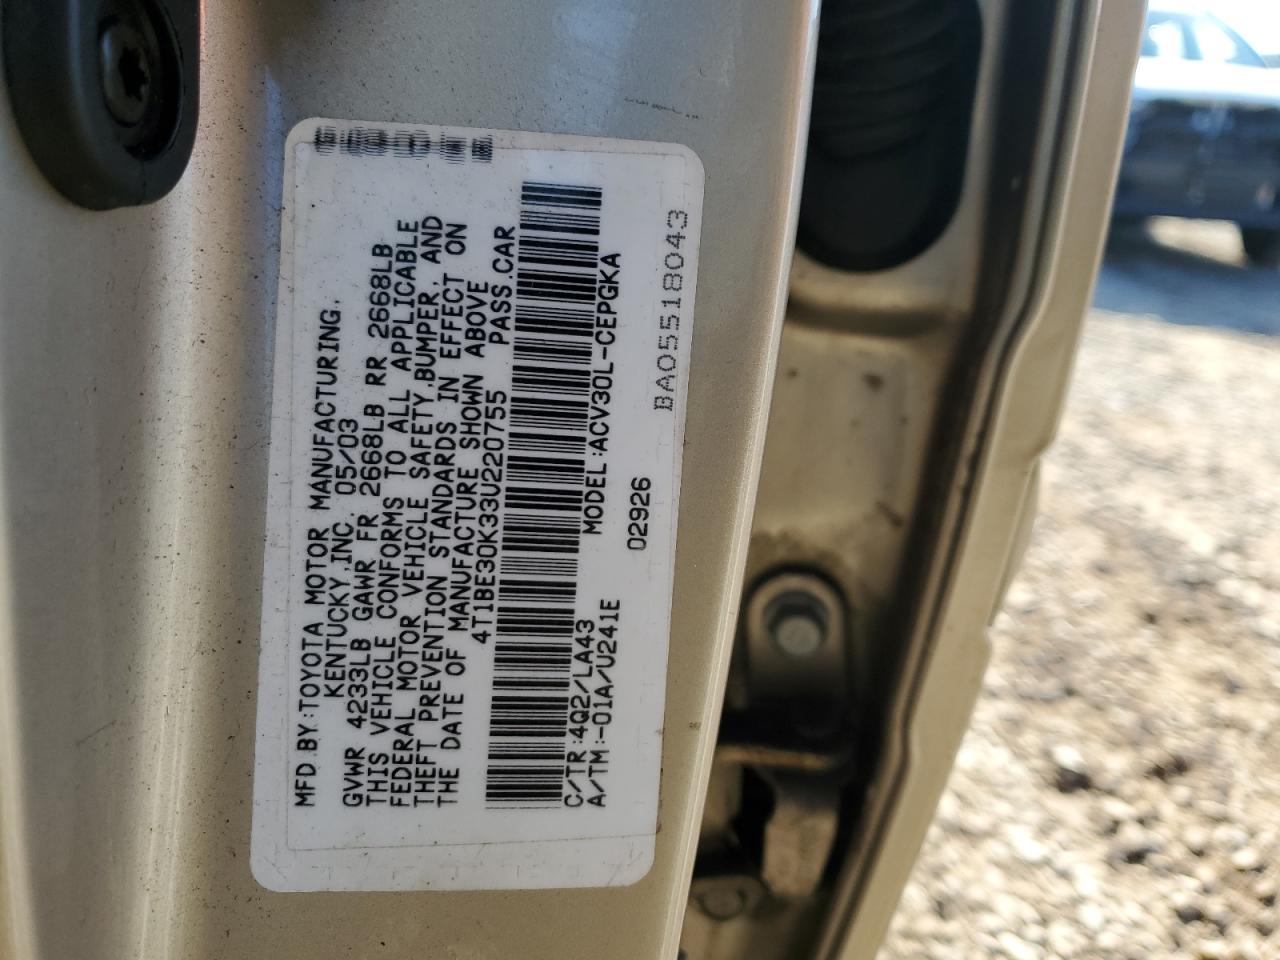 MFD.BY:TOYOTA MOTOR MANUFACTURING,
KENTUCKY,INC. 05/03
GVWR 4233LB GAWR FR 2668LB RR 2668LB
THIS VEHICLE CONFORMS TO ALL APPLICABLE
FEDERAL MOTOR VEHICLE SAFETY,BUMPER,AND
THEFT PREVENTION STANDARDS IN EFFECT ON
THE DATE OF MANUFACTURE SHOWN ABOVE
4T1BE30K33U220755 PASS.CAR
C/TR:4Q2/LA43 MODEL:ACV30L-CEPGKA
A/TM:-01A/U241E
02926
BA05518043